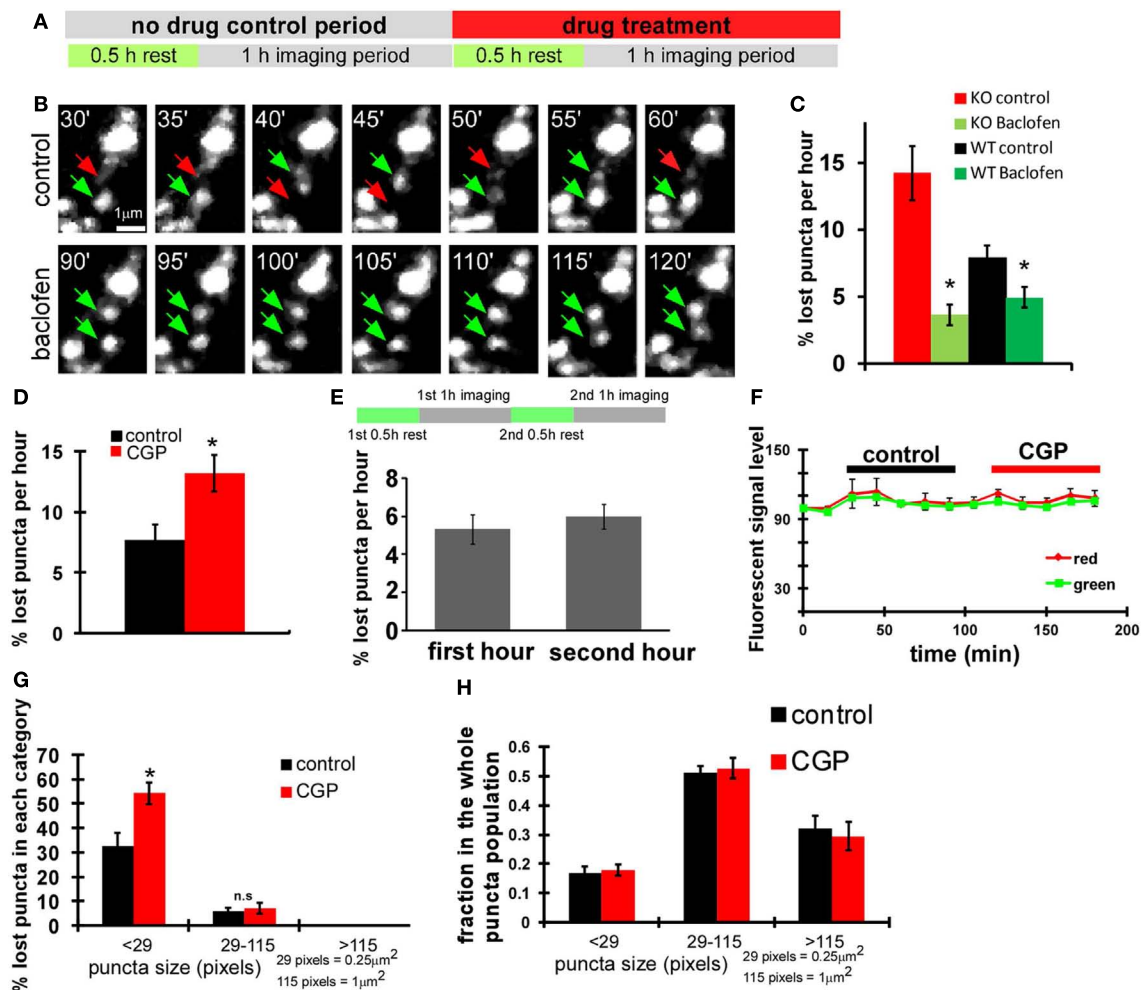 A
no drug control period
drug treatment
0.5 h rest
1 h imaging period
0.5 h rest
1 h imaging period
B
control
30'
35'
40'
45'
50'
55'
60'
1μm
baclofen
90'
95'
100'
105'
110'
115'
120'
C
KO control
KO Baclofen
WT control
WT Baclofen
% lost puncta per hour
15
10
5
0
*
*
D
control
CGP
% lost puncta per hour
15
10
5
0
*
E
1st 1h imaging
2nd 1h imaging
1st 0.5h rest
2nd 0.5h rest
% lost puncta per hour
8
6
4
2
0
first hour
second hour
F
Fluorescent signal level
150
90
30
control
CGP
red
green
0
50
100
150
200
time (min)
G
% lost puncta in each category
70
60
50
40
30
20
10
0
*
n.s
control
CGP
<29
29-115
>115
puncta size (pixels)
29 pixels = 0.25μm²
115 pixels = 1μm²
H
fraction in the whole
puncta population
0.6
0.5
0.4
0.3
0.2
0.1
0
control
CGP
<29
29-115
>115
puncta size (pixels)
29 pixels = 0.25μm²
115 pixels = 1μm²